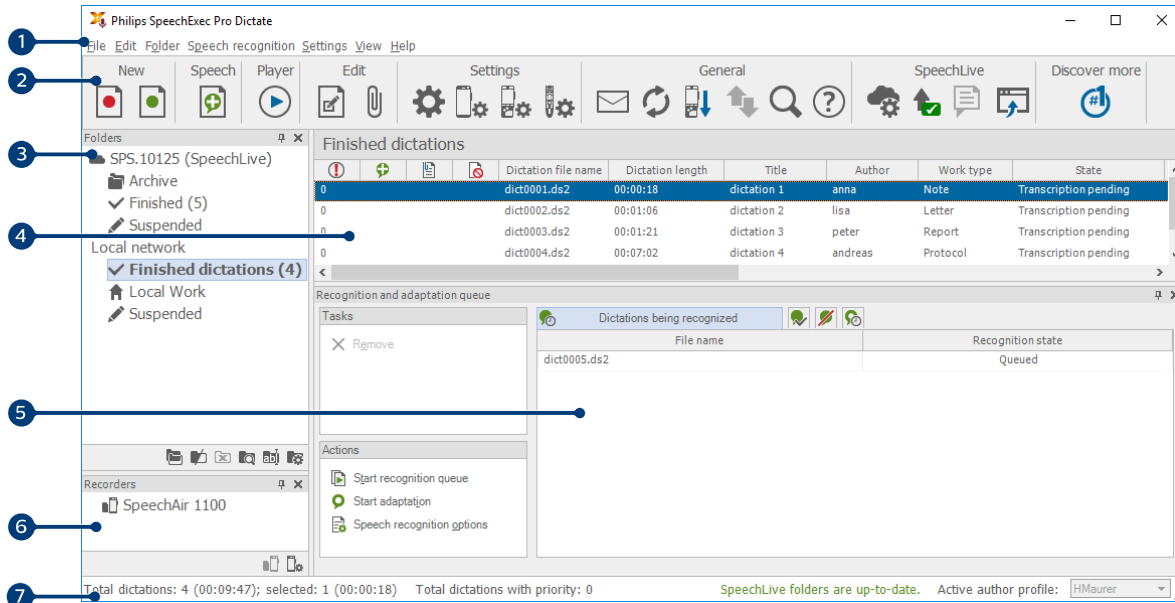 Philips SpeechExec Pro Dictate
1
File Edit Folder Speech recognition Settings View Help
2
New Speech Player Edit Settings General SpeechLive Discover more
#1
Folders
Finished dictations
3
SPS.10125 (SpeechLive)
Archive
Finished (5)
Suspended
Local network
Finished dictations (4)
Local Work
Suspended
Dictation file name Dictation length Title Author Work type State
0 dict0001.ds2 00:00:18 dictation 1 anna Note Transcription pending
0 dict0002.ds2 00:01:06 dictation 2 lisa Letter Transcription pending
4
0 dict0003.ds2 00:01:21 dictation 3 peter Report Transcription pending
0 dict0004.ds2 00:07:02 dictation 4 andreas Protocol Transcription pending
Recognition and adaptation queue
Tasks
Remove
Dictations being recognized
File name Recognition state
dict0005.ds2 Queued
5
Actions
Start recognition queue
Start adaptation
Speech recognition options
ab
Recorders
SpeechAir 1100
6
7
Total dictations: 4 (00:09:47); selected: 1 (00:00:18) Total dictations with priority: 0 SpeechLive folders are up-to-date. Active author profile: HMaurer